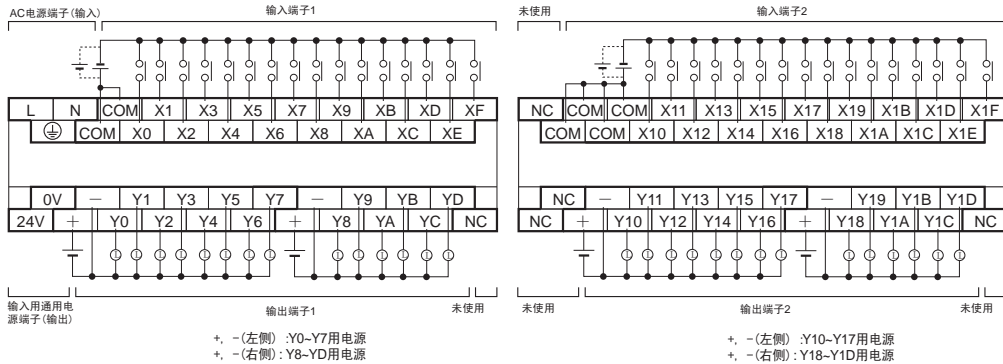 AC电源端子(输入) 输入端子1 未使用 输入端子2
L N COM X1 X3 X5 X7 X9 XB XD XF NC COM COM X11 X13 X15 X17 X19 X1B X1D X1F
COM X0 X2 X4 X6 X8 XA XC XE COM COM X10 X12 X14 X16 X18 X1A X1C X1E
0V － Y1 Y3 Y5 Y7 － Y9 YB YD NC － Y11 Y13 Y15 Y17 － Y19 Y1B Y1D
24V ＋ Y0 Y2 Y4 Y6 ＋ Y8 YA YC NC NC ＋ Y10 Y12 Y14 Y16 ＋ Y18 Y1A Y1C NC
输入用通用电
源端子(输出) 输出端子1 未使用 未使用 输出端子2 未使用
+, -(左侧) :Y0~Y7用电源 +, -(左侧) :Y10~Y17用电源
+, -(右侧) : Y8~YD用电源 +, -(右侧) : Y18~Y1D用电源